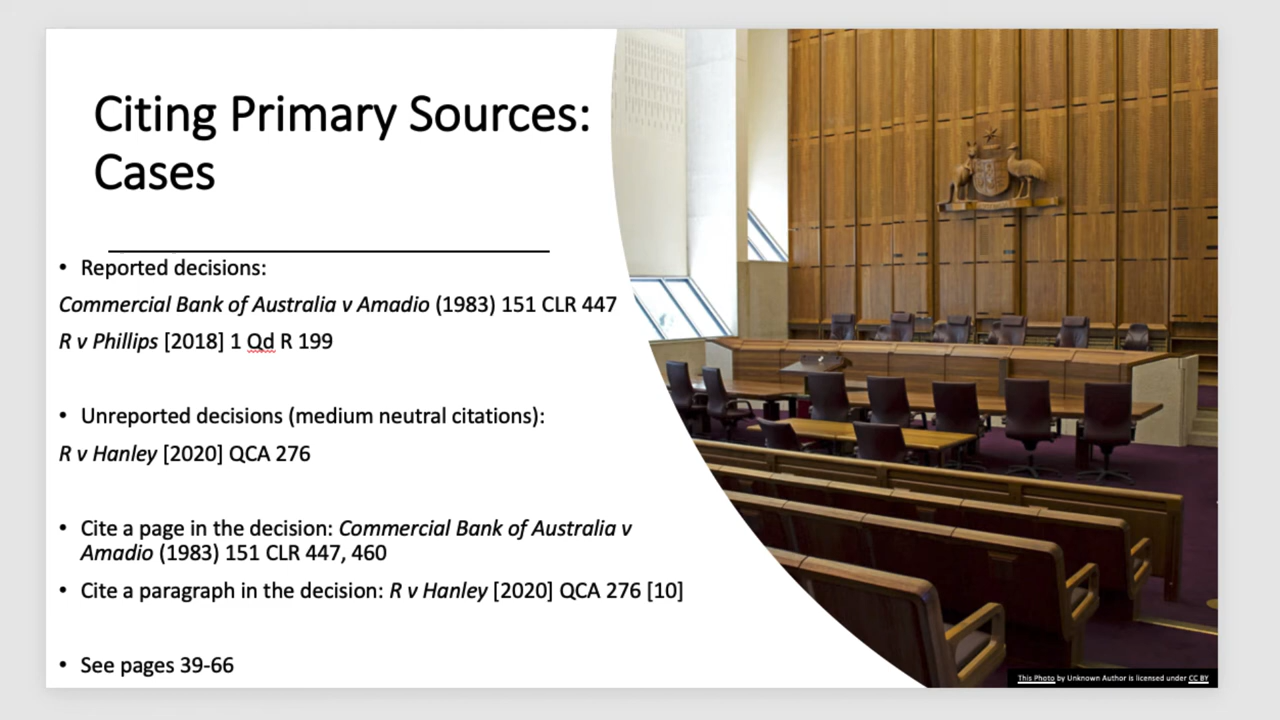 Citing Primary Sources:
Cases
• Reported decisions:
Commercial Bank of Australia v Amadio (1983) 151 CLR 447
R v Phillips [2018] 1 Qd R 199
• Unreported decisions (medium neutral citations):
R v Hanley [2020] QCA 276
• Cite a page in the decision: Commercial Bank of Australia v
Amadio (1983) 151 CLR 447, 460
• Cite a paragraph in the decision: R v Hanley [2020] QCA 276 [10]
• See pages 39-66
This Photo by Unknown Author is licensed under CC BY